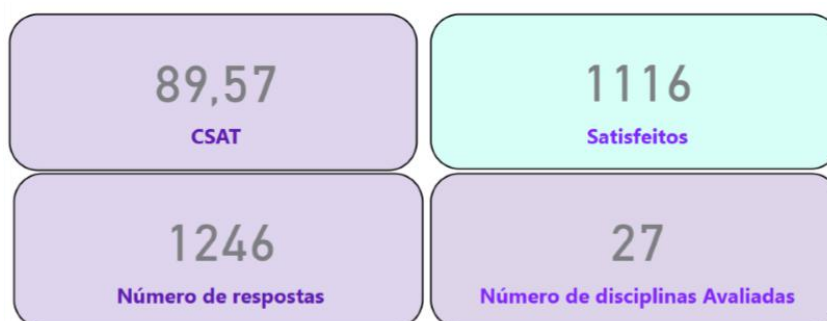 89,57
CSAT
1116
Satisfeitos
1246
Número de respostas
27
Número de disciplinas Avaliadas